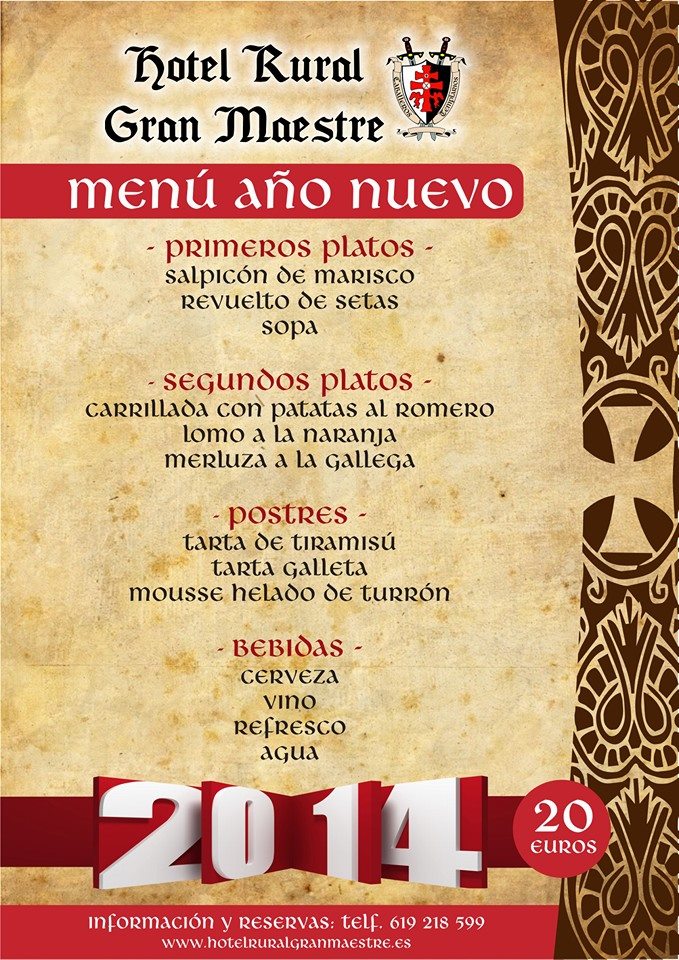 Hotel Rural
Gran Maestre
Caballeros Templarios
menú año nuevo
- primeros platos -
salpicón de marisco
revuelto de setas
sopa
- segundos platos -
carrillada con patatas al romero
lomo a la naranja
merluza a la gallega
- postres -
tarta de tiramisú
tarta galleta
mousse helado de turrón
- bebidas -
cerveza
vino
refresco
agua
2014
20
euros
información y reservas: telf. 619 218 599
www.hotelruralgranmaestre.es